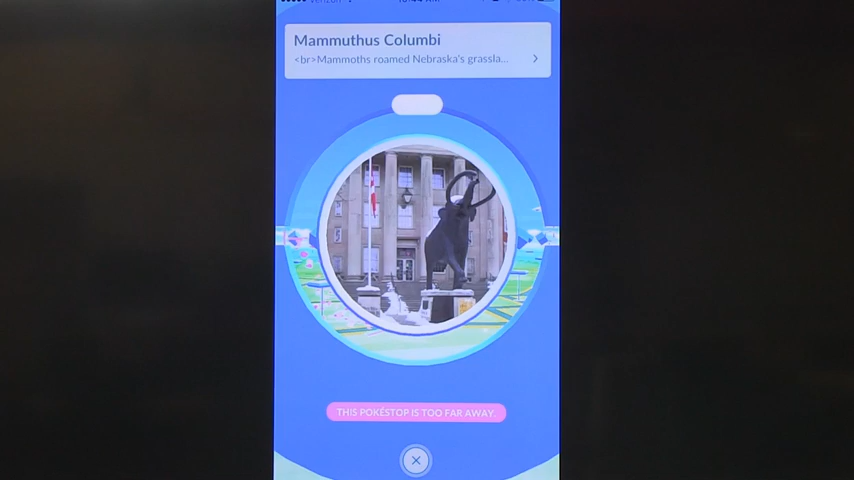 Mammuthus Columbi
<br>Mammoths roamed Nebraska's grassla...
THIS POKÉSTOP IS TOO FAR AWAY.